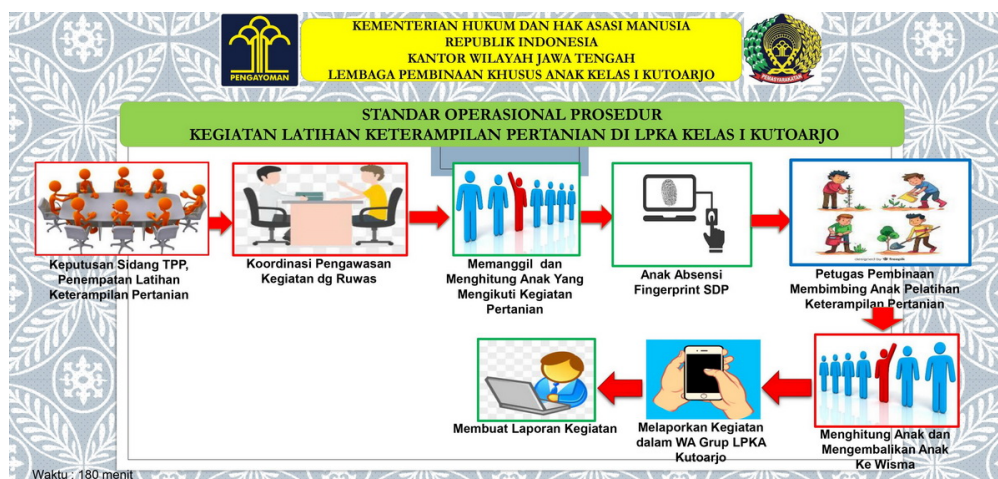 KEMENTERIAN HUKUM DAN HAK ASASI MANUSIA
REPUBLIK INDONESIA
KANTOR WILAYAH JAWA TENGAH
LEMBAGA PEMBINAAN KHUSUS ANAK KELAS I KUTOARJO
PENGAYOMAN
PEMASYARAKATAN
STANDAR OPERASIONAL PROSEDUR
KEGIATAN LATIHAN KETERAMPILAN PERTANIAN DI LPKA KELAS I KUTOARJO
Keputusan Sidang TPP,
Penempatan Latihan
Keterampilan Pertanian
Koordinasi Pengawasan
Kegiatan dg Ruwas
Memanggil dan
Menghitung Anak Yang
Mengikuti Kegiatan
Pertanian
Anak Absensi
Fingerprint SDP
Petugas Pembinaan
Membimbing Anak Pelatihan
Keterampilan Pertanian
Menghitung Anak dan
Mengembalikan Anak
Ke Wisma
Melaporkan Kegiatan
dalam WA Grup LPKA
Kutoarjo
Membuat Laporan Kegiatan
Waktu : 180 menit